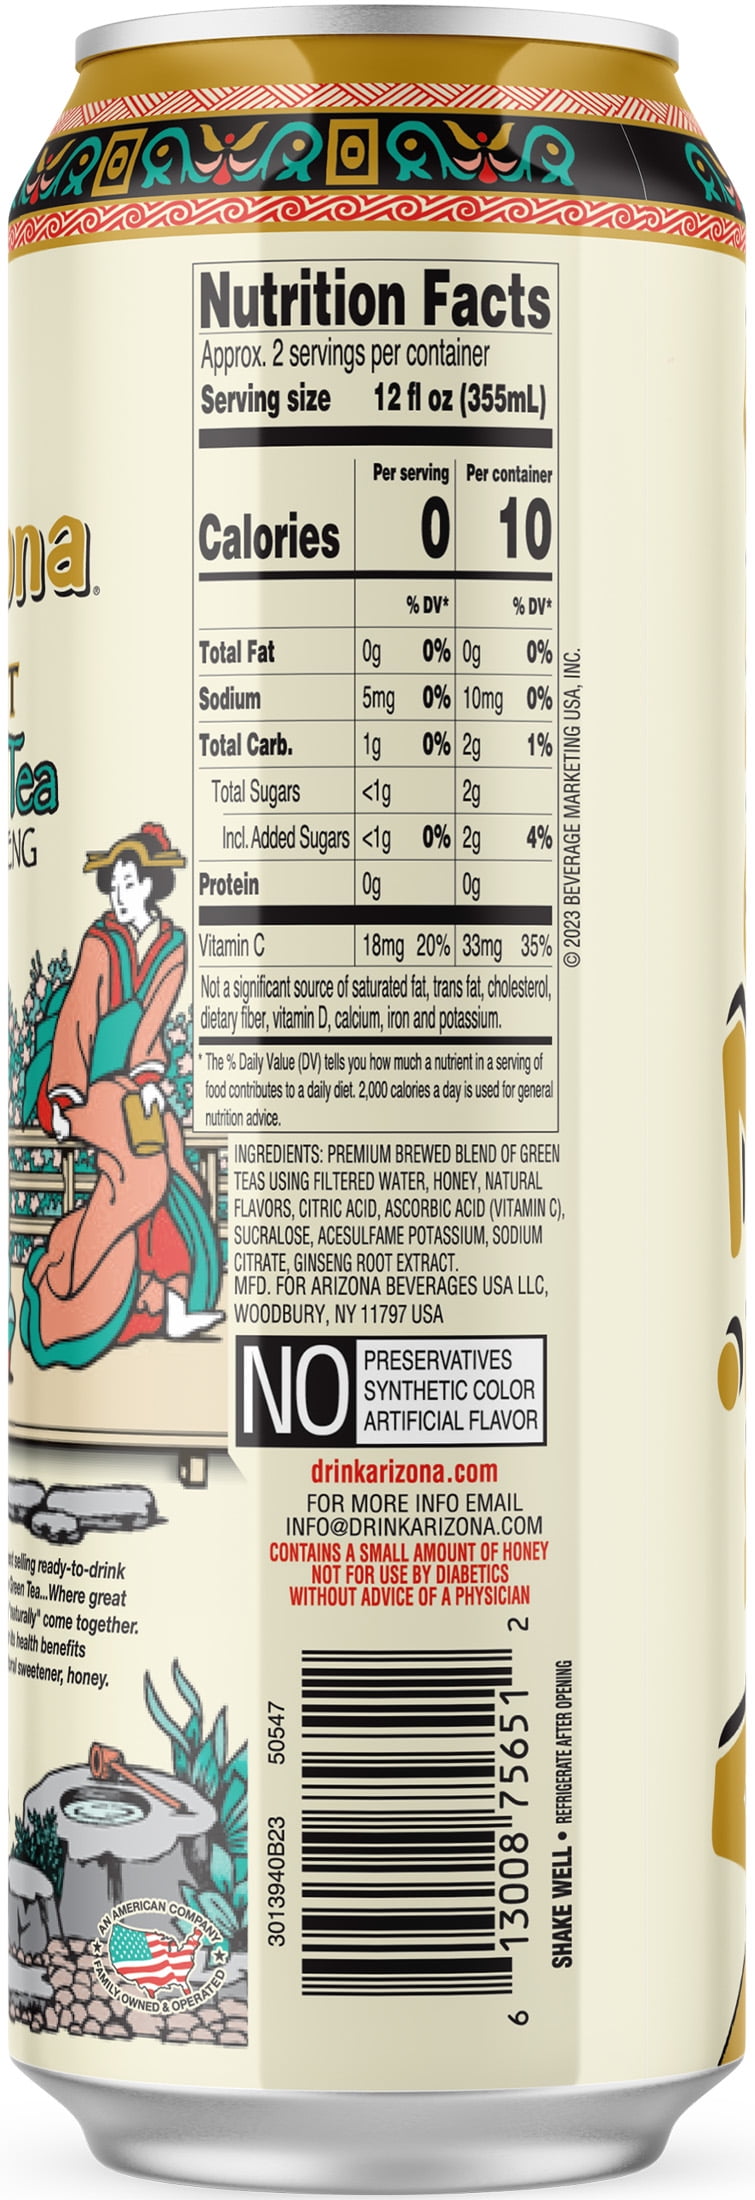 Nutrition Facts
Approx. 2 servings per container
Serving size 12 fl oz (355mL)
Per serving Per container
Calories 0 10
% DV* % DV*
Total Fat 0g 0% 0g 0%
Sodium 5mg 0% 10mg 0%
Total Carb. 1g 0% 2g 1%
Total Sugars <1g 2g
Incl. Added Sugars <1g 0% 2g 4%
Protein 0g 0g
Vitamin C 18mg 20% 33mg 35%
Not a significant source of saturated fat, trans fat, cholesterol,
dietary fiber, vitamin D, calcium, iron and potassium.
* The % Daily Value (DV) tells you how much a nutrient in a serving of
food contributes to a daily diet. 2,000 calories a day is used for general
nutrition advice.
© 2023 BEVERAGE MARKETING USA, INC.
INGREDIENTS: PREMIUM BREWED BLEND OF GREEN
TEAS USING FILTERED WATER, HONEY, NATURAL
FLAVORS, CITRIC ACID, ASCORBIC ACID (VITAMIN C),
SUCRALOSE, ACESULFAME POTASSIUM, SODIUM
CITRATE, GINSENG ROOT EXTRACT.
MFD. FOR ARIZONA BEVERAGES USA LLC,
WOODBURY, NY 11797 USA
NO
PRESERVATIVES
SYNTHETIC COLOR
ARTIFICIAL FLAVOR
drinkarizona.com
FOR MORE INFO EMAIL
INFO@DRINKARIZONA.COM
CONTAINS A SMALL AMOUNT OF HONEY
NOT FOR USE BY DIABETICS
WITHOUT ADVICE OF A PHYSICIAN
3013940B23 50547
6 13008 75651 2
SHAKE WELL • REFRIGERATE AFTER OPENING
ona®
T
Tea
ENG
selling ready-to-drink
Green Tea...Where great
"naturally" come together.
health benefits
sweetener, honey.
AN AMERICAN COMPANY
FAMILY OWNED & OPERATED